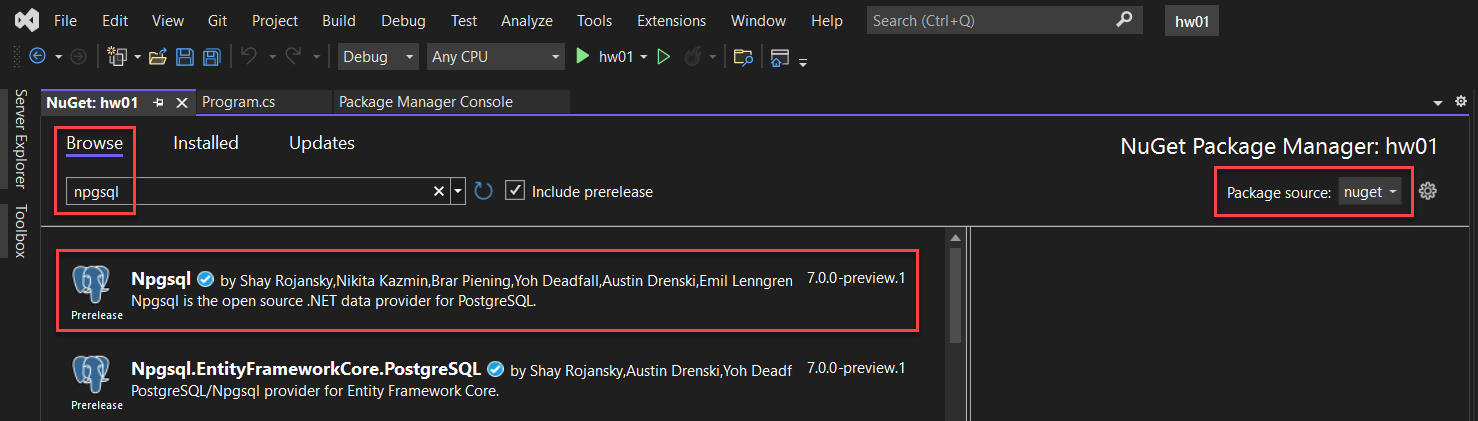 File Edit View Git Project Build Debug Test Analyze Tools Extensions Window Help Search (Ctrl+Q) hw01
Debug Any CPU hw01
Server Explorer
Toolbox
NuGet: hw01 Program.cs Package Manager Console
Browse Installed Updates
NuGet Package Manager: hw01
npgsql Include prerelease
Package source: nuget
Npgsql by Shay Rojansky,Nikita Kazmin,Brar Piening,Yoh Deadfall,Austin Drenski,Emil Lenngren 7.0.0-preview.1
Npgsql is the open source .NET data provider for PostgreSQL.
Prerelease
Npgsql.EntityFrameworkCore.PostgreSQL by Shay Rojansky,Austin Drenski,Yoh Deadf 7.0.0-preview.1
PostgreSQL/Npgsql provider for Entity Framework Core.
Prerelease